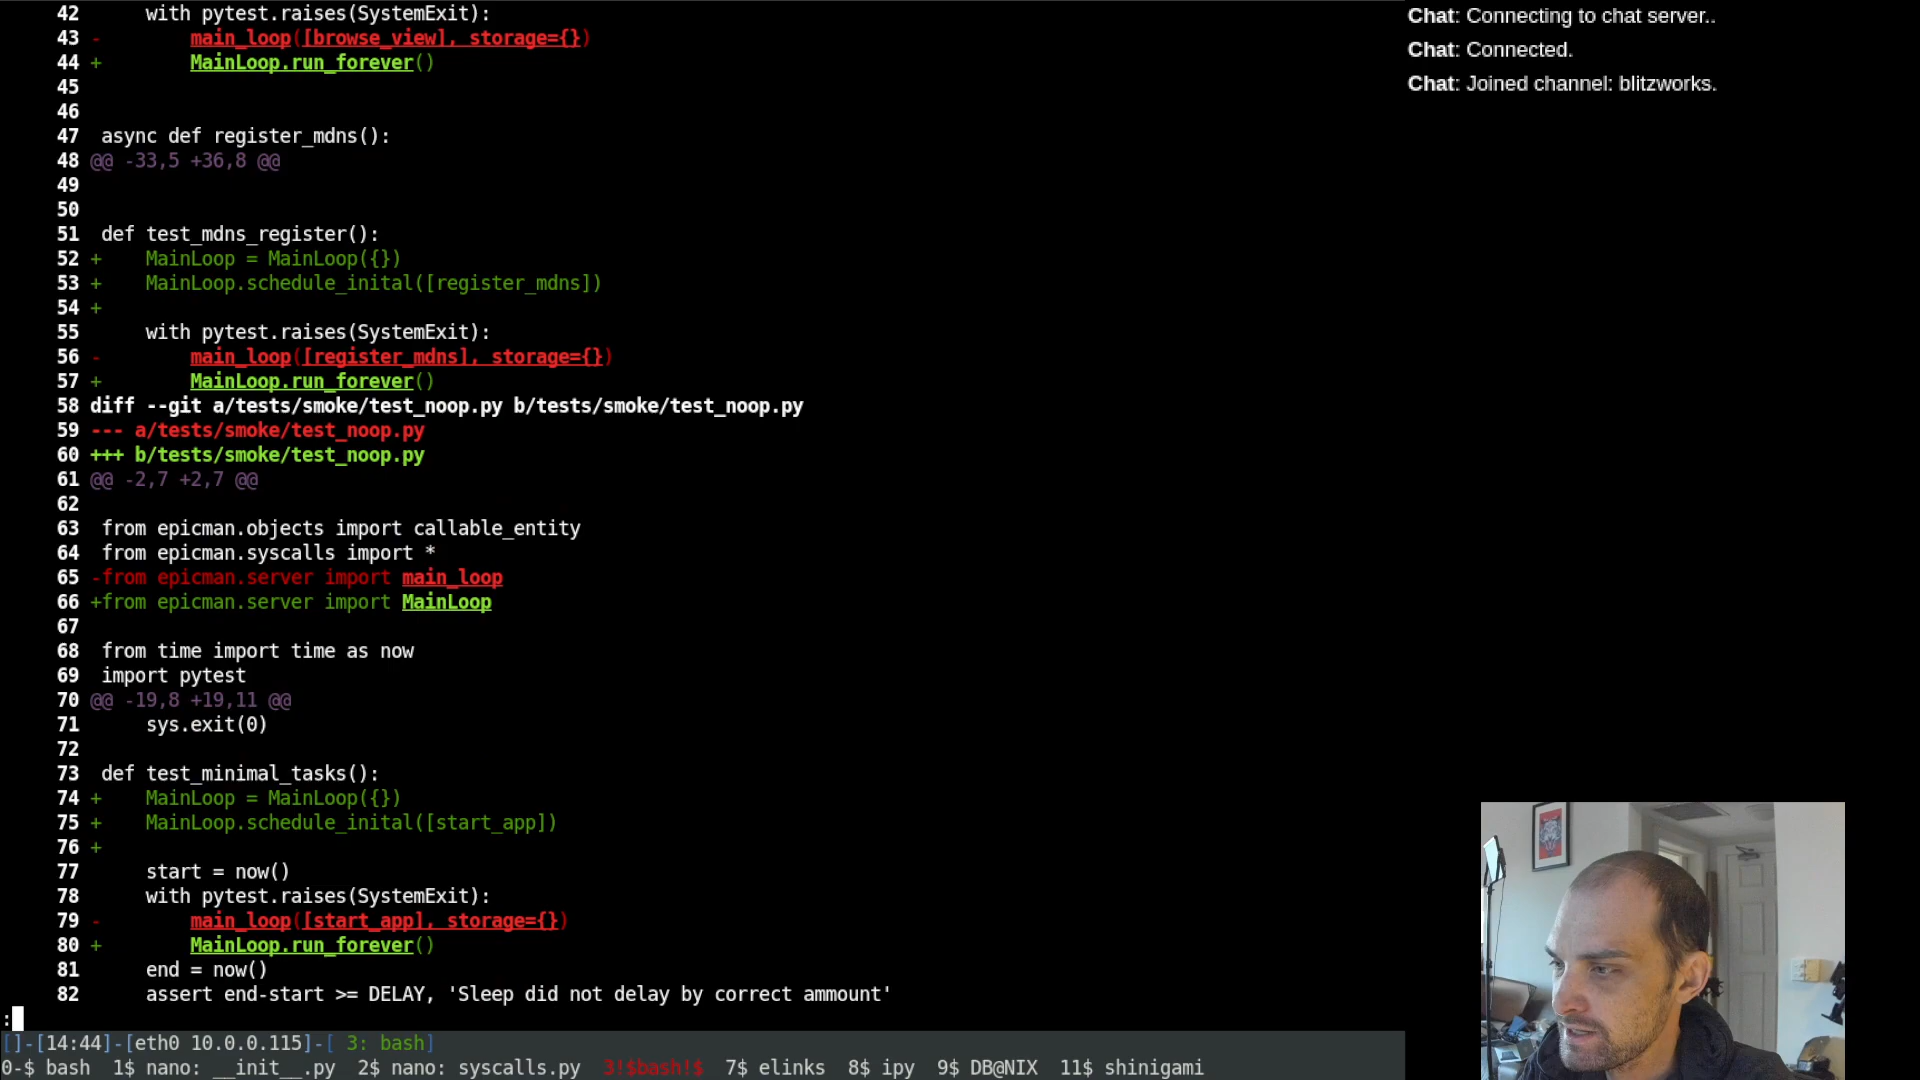 42      with pytest.raises(SystemExit):
43 -        main_loop([browse_view], storage={})
44 +        MainLoop.run_forever()
45
46
47  async def register_mdns():
48 @@ -33,5 +36,8 @@
49
50
51  def test_mdns_register():
52 +    MainLoop = MainLoop({})
53 +    MainLoop.schedule_inital([register_mdns])
54 +
55      with pytest.raises(SystemExit):
56 -        main_loop([register_mdns], storage={})
57 +        MainLoop.run_forever()
58 diff --git a/tests/smoke/test_noop.py b/tests/smoke/test_noop.py
59 --- a/tests/smoke/test_noop.py
60 +++ b/tests/smoke/test_noop.py
61 @@ -2,7 +2,7 @@
62
63  from epicman.objects import callable_entity
64  from epicman.syscalls import *
65 -from epicman.server import main_loop
66 +from epicman.server import MainLoop
67
68  from time import time as now
69  import pytest
70 @@ -19,8 +19,11 @@
71      sys.exit(0)
72
73  def test_minimal_tasks():
74 +    MainLoop = MainLoop({})
75 +    MainLoop.schedule_inital([start_app])
76 +
77      start = now()
78      with pytest.raises(SystemExit):
79 -        main_loop([start_app], storage={})
80 +        MainLoop.run_forever()
81      end = now()
82      assert end-start >= DELAY, 'Sleep did not delay by correct ammount'
:
[]-[14:44]-[eth0 10.0.0.115]-[ 3: bash]
0-$ bash  1$ nano: __init__.py  2$ nano: syscalls.py  3!$bash!$  7$ elinks  8$ ipy  9$ DB@NIX  11$ shinigami
Chat: Connecting to chat server..
Chat: Connected.
Chat: Joined channel: blitzworks.